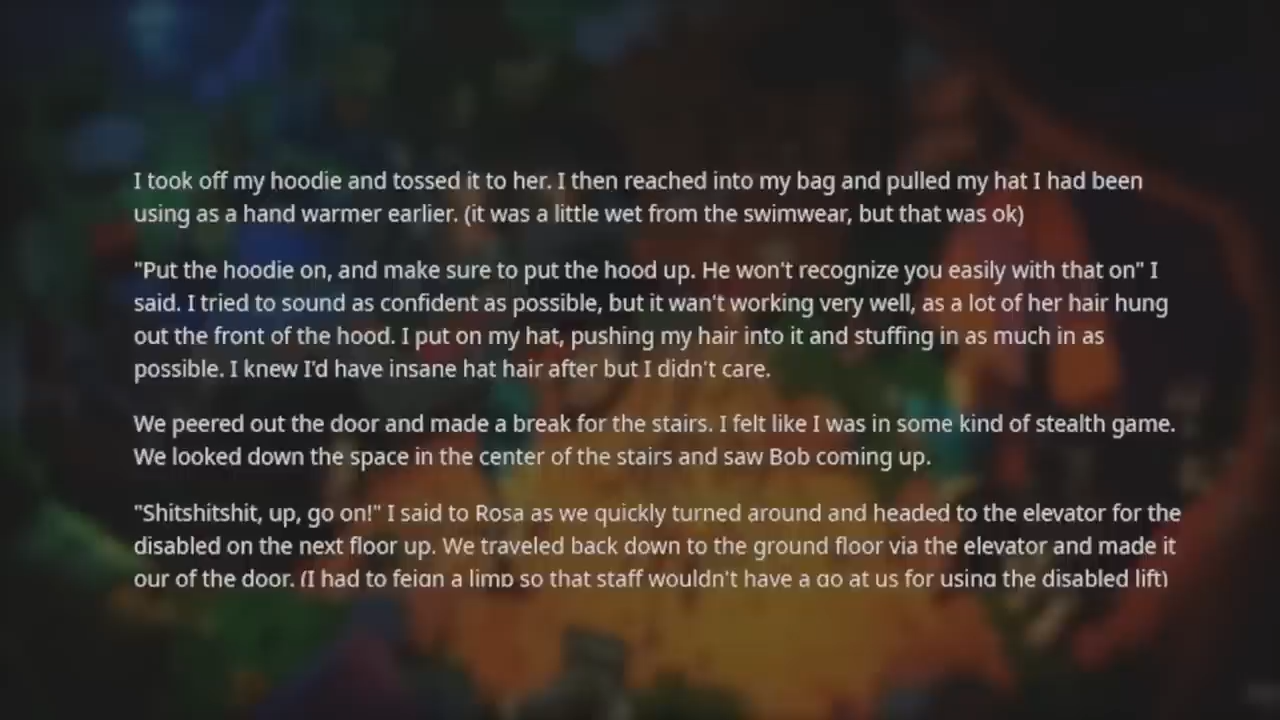 I took off my hoodie and tossed it to her. I then reached into my bag and pulled my hat I had been
using as a hand warmer earlier. (it was a little wet from the swimwear, but that was ok)
"Put the hoodie on, and make sure to put the hood up. He won't recognize you easily with that on" I
said. I tried to sound as confident as possible, but it wan't working very well, as a lot of her hair hung
out the front of the hood. I put on my hat, pushing my hair into it and stuffing in as much in as
possible. I knew I'd have insane hat hair after but I didn't care.
We peered out the door and made a break for the stairs. I felt like I was in some kind of stealth game.
We looked down the space in the center of the stairs and saw Bob coming up.
"Shitshitshit, up, go on!" I said to Rosa as we quickly turned around and headed to the elevator for the
disabled on the next floor up. We traveled back down to the ground floor via the elevator and made it
our of the door. (I had to feign a limp so that staff wouldn't have a go at us for using the disabled lift)